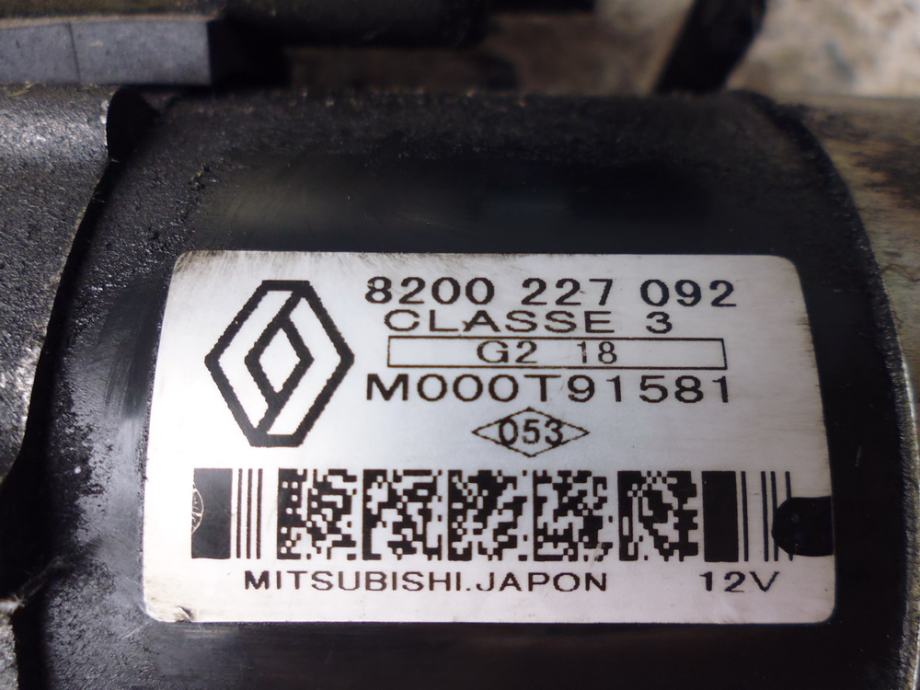 8200 227 092
CLASSE 3
G2 18
M000T91581
053
MITSUBISHI.JAPON 12V